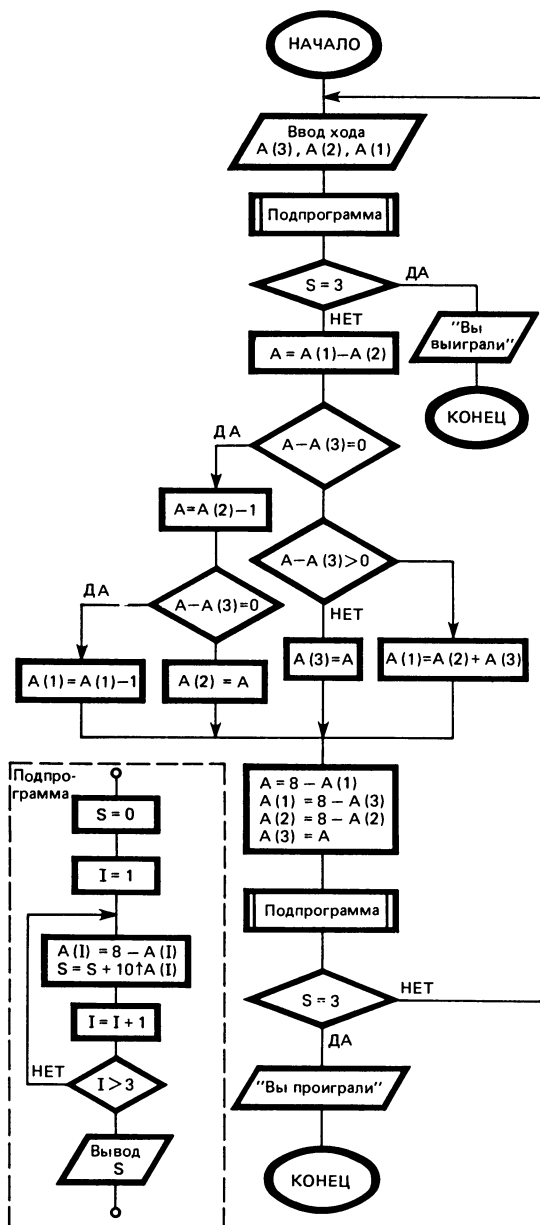 НАЧАЛО
Ввод хода
A (3) , A (2) , A (1)
Подпрограмма
S = 3
ДА
НЕТ
"Вы
выиграли"
A = A (1) – A (2)
КОНЕЦ
ДА
A – A (3) = 0
A = A (2) – 1
A – A (3) > 0
ДА
A – A (3) = 0
НЕТ
A (1) = A (1) – 1
A (2) = A
A (3) = A
A (1) = A (2) + A (3)
Подпро-
грамма
S = 0
I = 1
A (I) = 8 – A (I)
S = S + 10↑A (I)
I = I + 1
НЕТ
I > 3
Вывод
S
A = 8 – A (1)
A (1) = 8 – A (3)
A (2) = 8 – A (2)
A (3) = A
Подпрограмма
S = 3
НЕТ
ДА
"Вы проиграли"
КОНЕЦ